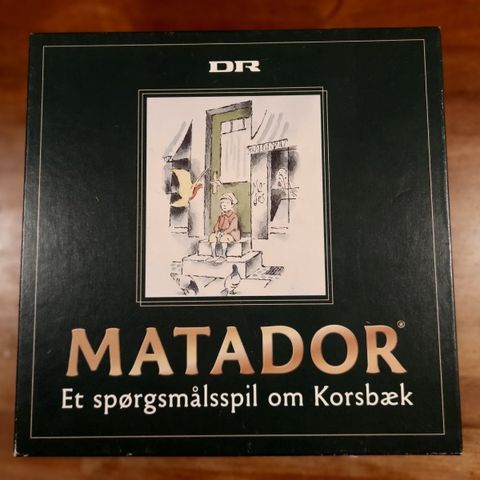 DR
MATADOR®
Et spørgsmålsspil om Korsbæk